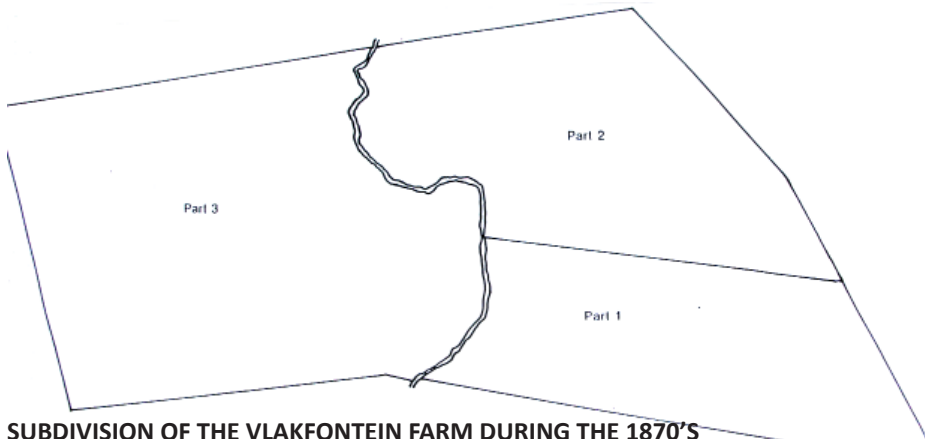 Part 2
Part 3
Part 1
SUBDIVISION OF THE VLAKFONTEIN FARM DURING THE 1870'S